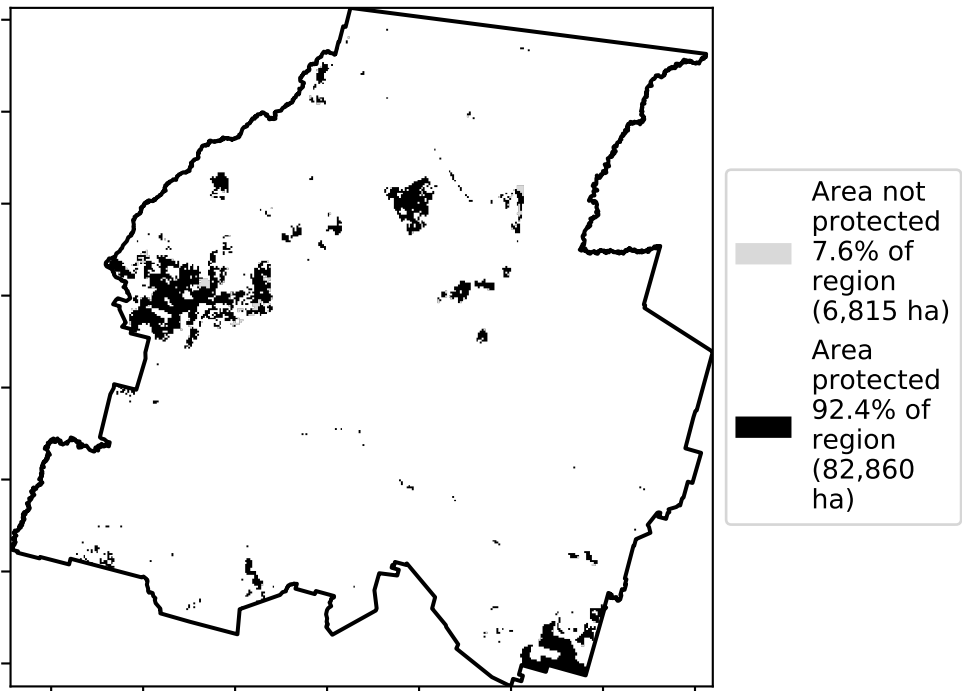 Area not
protected
7.6% of
region
(6,815 ha)
Area
protected
92.4% of
region
(82,860
ha)